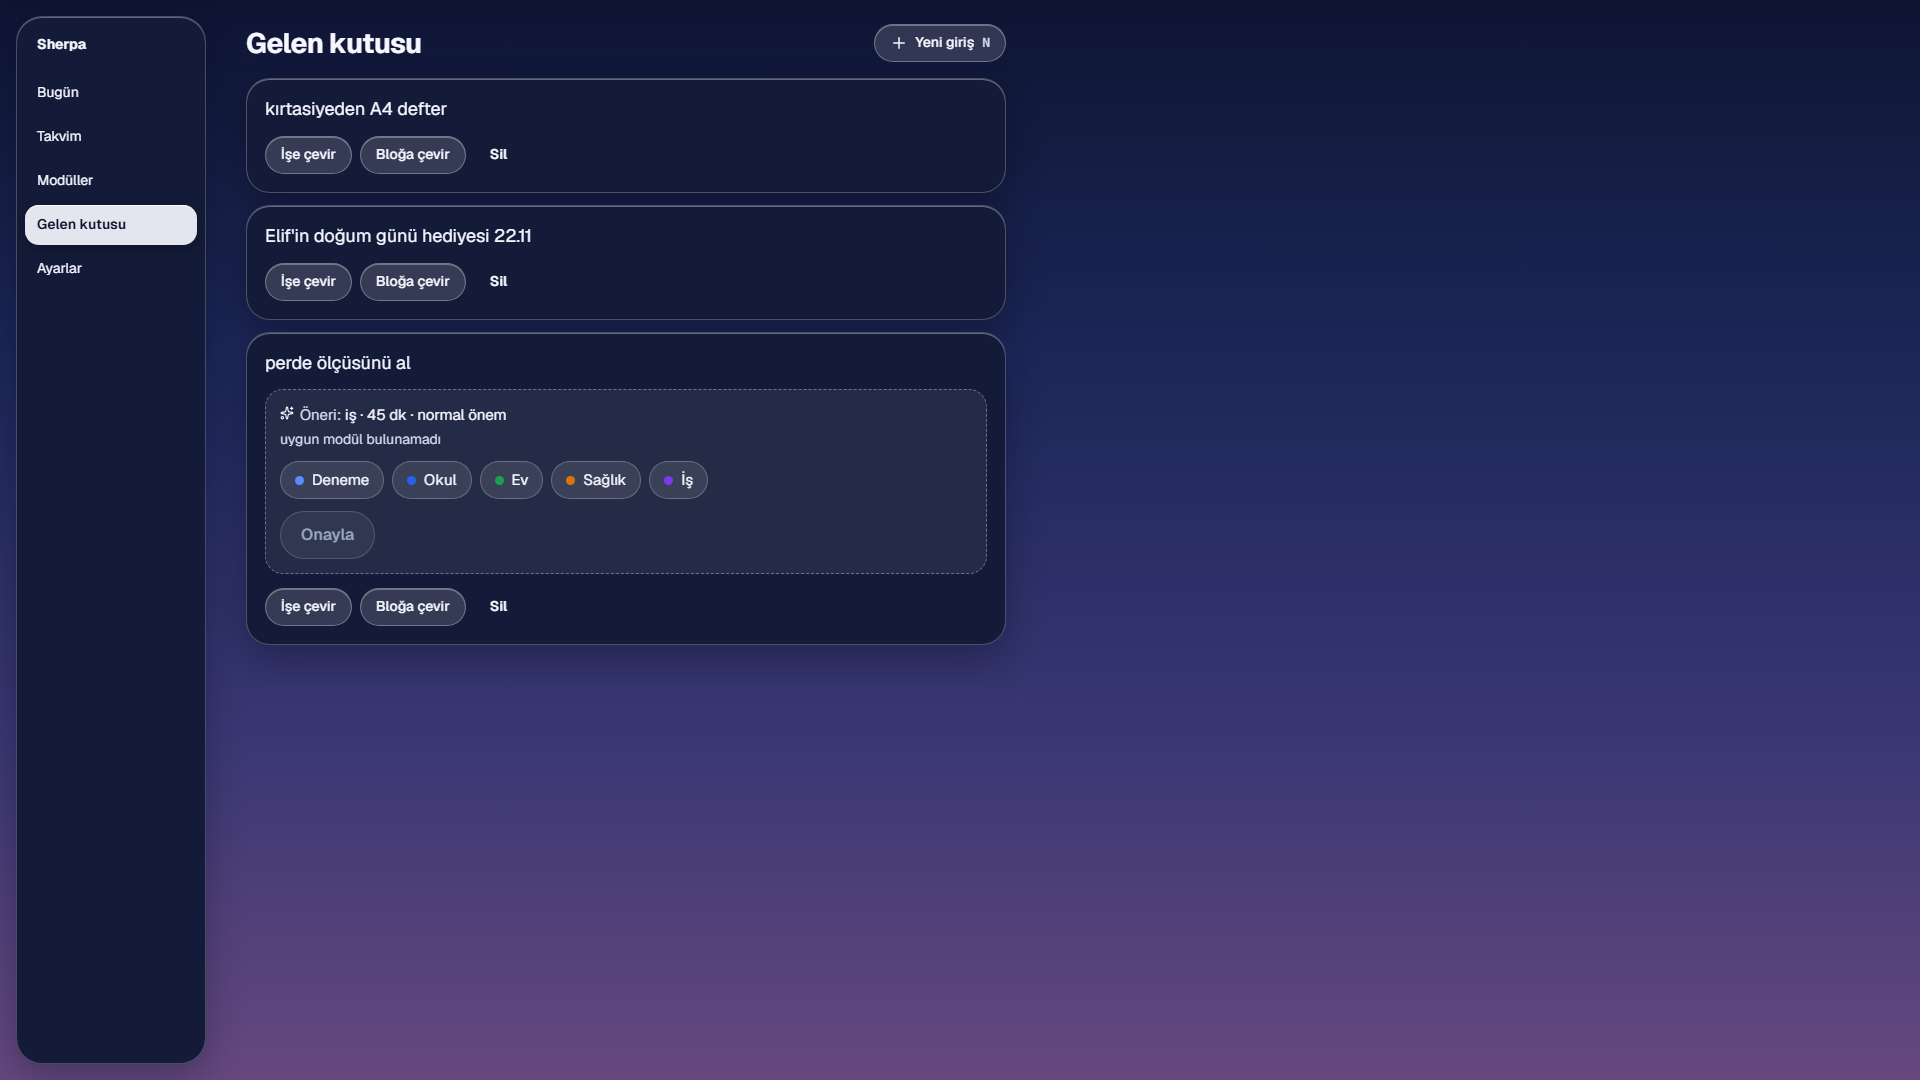 Sherpa
Bugün
Takvim
Modüller
Gelen kutusu
Ayarlar
Gelen kutusu
Yeni giriş N
kırtasiyeden A4 defter
İşe çevir Bloğa çevir Sil
Elif'in doğum günü hediyesi 22.11
İşe çevir Bloğa çevir Sil
perde ölçüsünü al
Öneri: iş · 45 dk · normal önem
uygun modül bulunamadı
Deneme Okul Ev Sağlık İş
Onayla
İşe çevir Bloğa çevir Sil